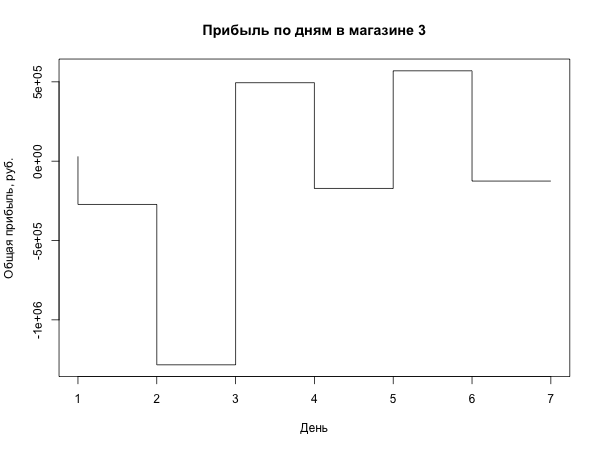 Прибыль по дням в магазине 3
Общая прибыль, руб.
5e+05
0e+00
-5e+05
-1e+06
1 2 3 4 5 6 7
День